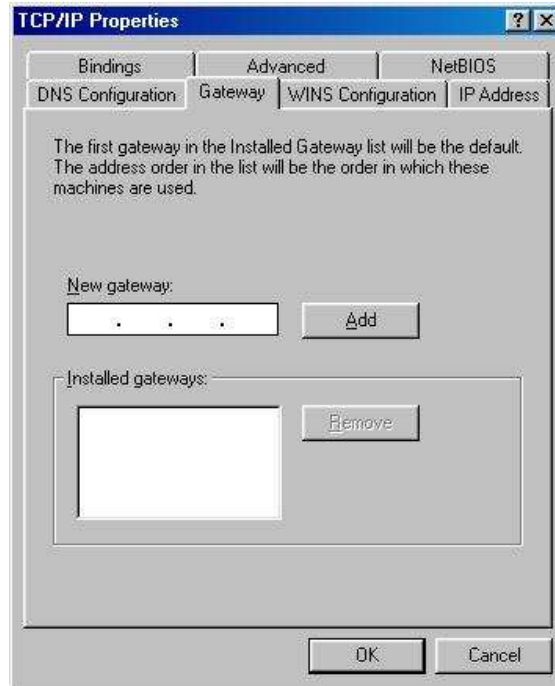 TCP/IP Properties
? X
Bindings Advanced NetBIOS
DNS Configuration Gateway WINS Configuration IP Address
The first gateway in the Installed Gateway list will be the default.
The address order in the list will be the order in which these
machines are used.
New gateway:
. . .
Add
Installed gateways:
Remove
OK Cancel